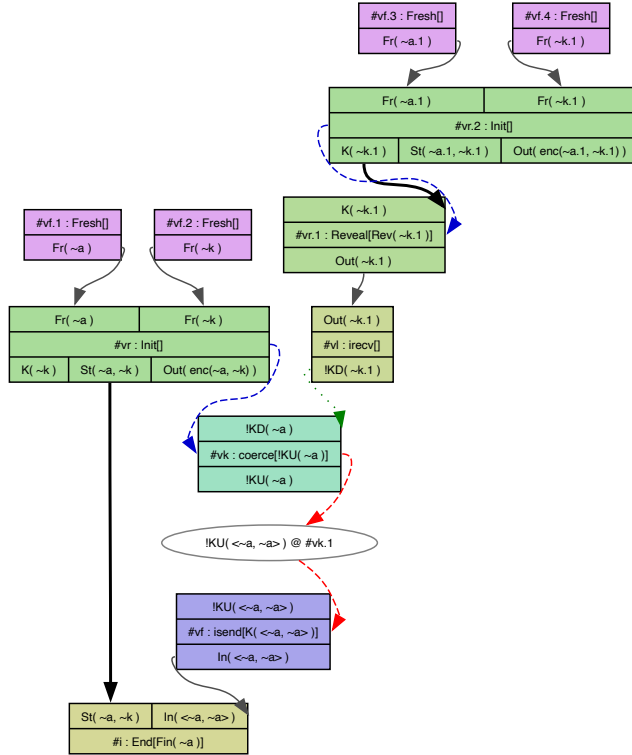 #vf.3 : Fresh[]
#vf.4 : Fresh[]
Fr( ~a.1 )
Fr( ~k.1 )
Fr( ~a.1 )
Fr( ~k.1 )
#vr.2 : Init[]
K( ~k.1 )
St( ~a.1, ~k.1 )
Out( enc(~a.1, ~k.1) )
K( ~k.1 )
#vr.1 : Reveal[Rev( ~k.1 )]
Out( ~k.1 )
#vf.1 : Fresh[]
#vf.2 : Fresh[]
Fr( ~a )
Fr( ~k )
Fr( ~a )
Fr( ~k )
#vr : Init[]
K( ~k )
St( ~a, ~k )
Out( enc(~a, ~k) )
Out( ~k.1 )
#vl : irecv[]
!KD( ~k.1 )
!KD( ~a )
#vk : coerce[!KU( ~a )]
!KU( ~a )
!KU( <~a, ~a> ) @ #vk.1
!KU( <~a, ~a> )
#vf : isend[K( <~a, ~a> )]
In( <~a, ~a> )
St( ~a, ~k )
In( <~a, ~a> )
#i : End[Fin( ~a )]